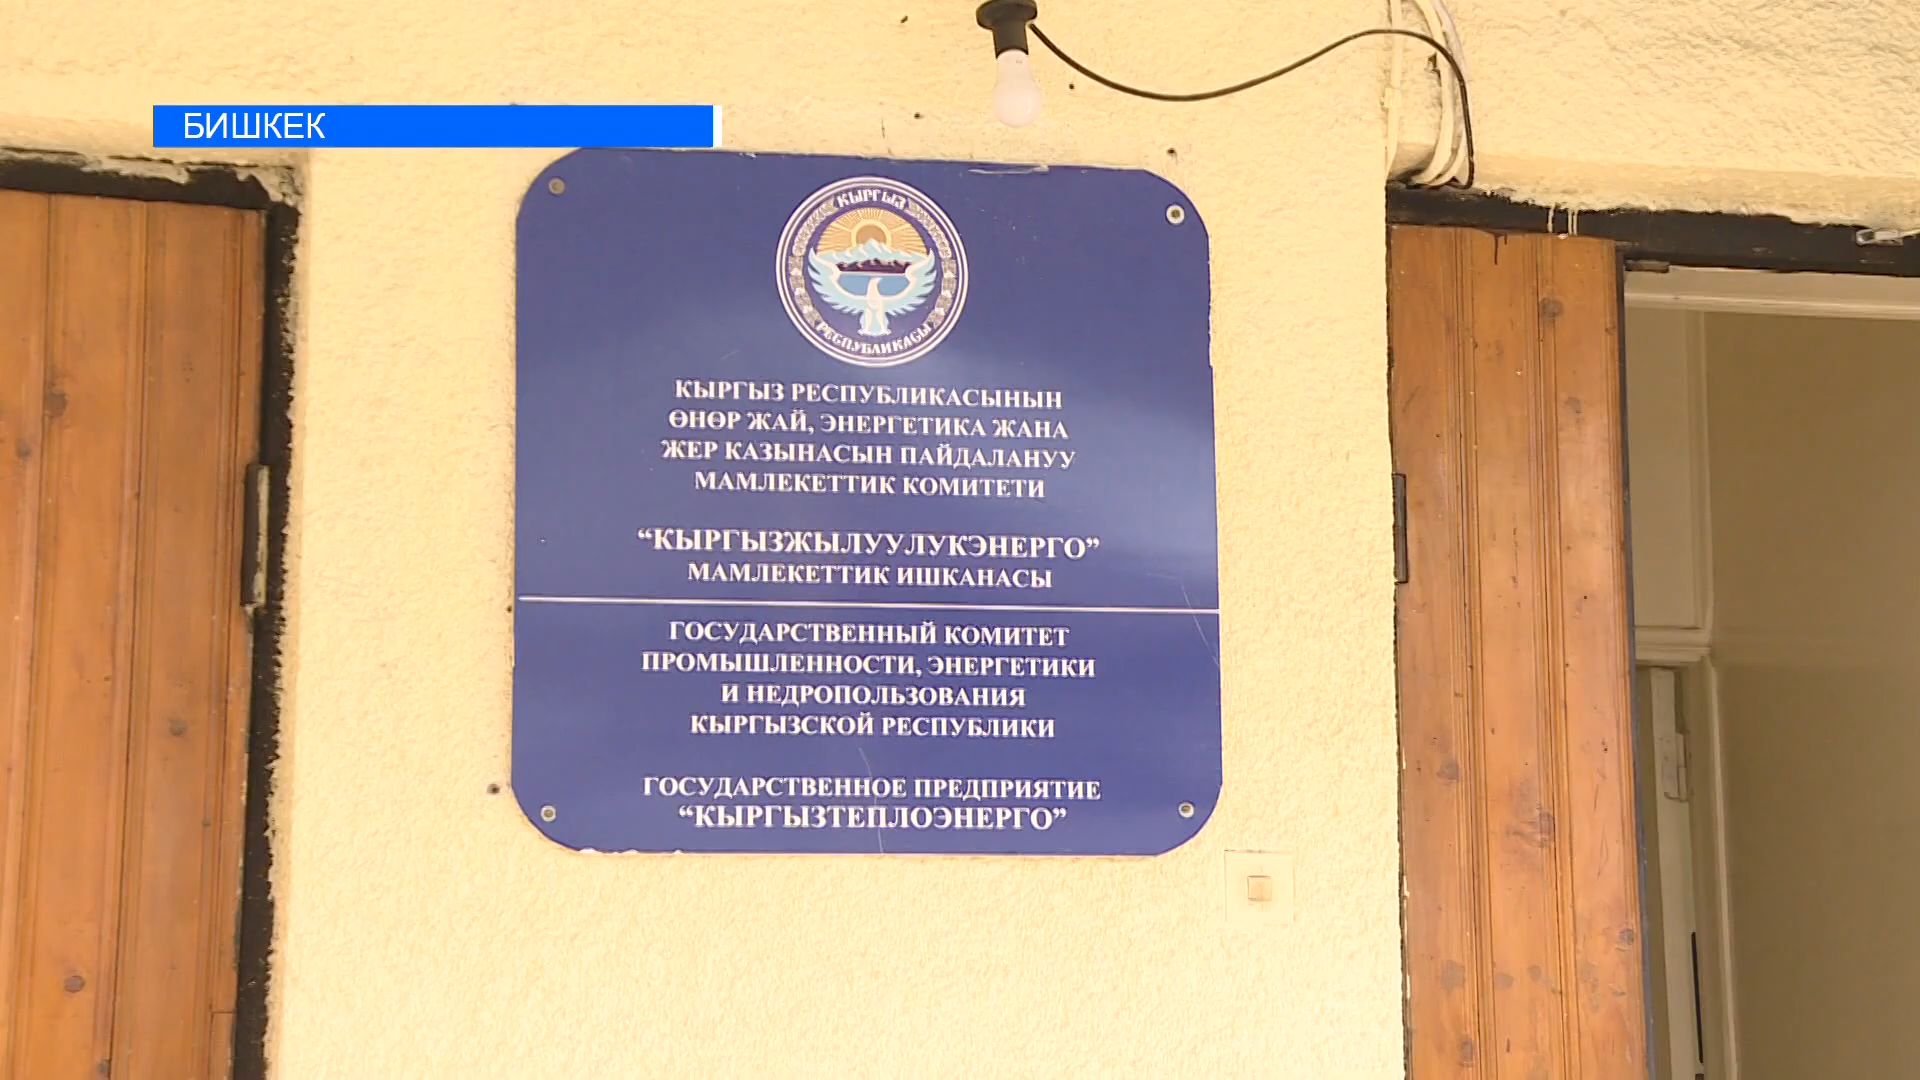 БИШКЕК
КЫРГЫЗ
РЕСПУБЛИКАСЫ
КЫРГЫЗ РЕСПУБЛИКАСЫНЫН
ӨНӨР ЖАЙ, ЭНЕРГЕТИКА ЖАНА
ЖЕР КАЗЫНАСЫН ПАЙДАЛАНУУ
МАМЛЕКЕТТИК КОМИТЕТИ
“КЫРГЫЗЖЫЛУУЛУКЭНЕРГО”
МАМЛЕКЕТТИК ИШКАНАСЫ
ГОСУДАРСТВЕННЫЙ КОМИТЕТ
ПРОМЫШЛЕННОСТИ, ЭНЕРГЕТИКИ
И НЕДРОПОЛЬЗОВАНИЯ
КЫРГЫЗСКОЙ РЕСПУБЛИКИ
ГОСУДАРСТВЕННОЕ ПРЕДПРИЯТИЕ
“КЫРГЫЗТЕПЛОЭНЕРГО”